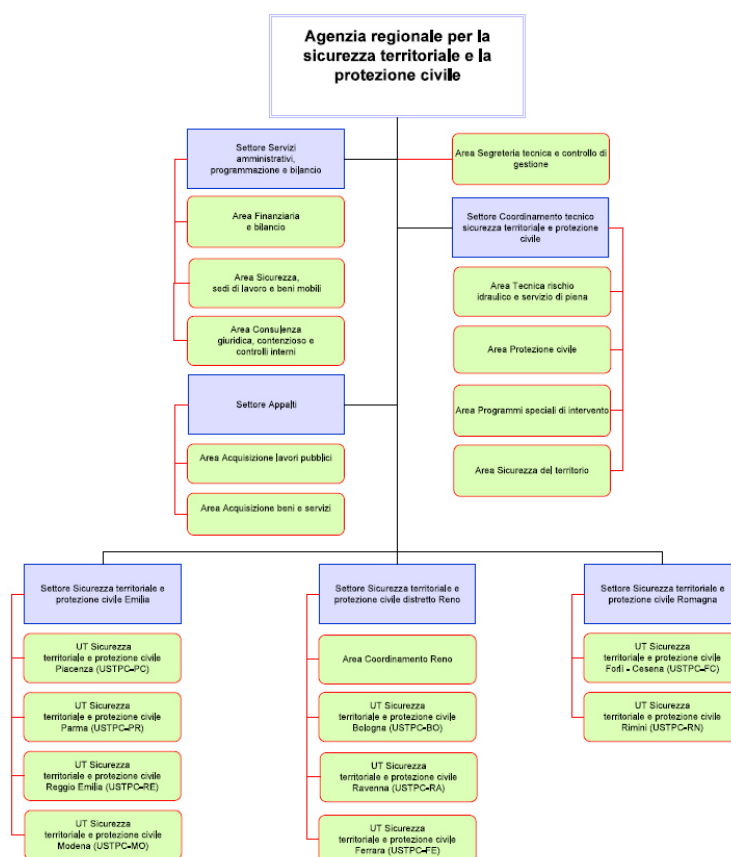 Agenzia regionale per la
sicurezza territoriale e la
protezione civile
Settore Servizi
amministrativi,
programmazione e bilancio
Area Finanziaria
e bilancio
Area Sicurezza,
sedi di lavoro e beni mobili
Area Consulenza
giuridica, contenzioso e
controlli interni
Settore Appalti
Area Acquisizione lavori pubblici
Area Acquisizione beni e servizi
Area Segreteria tecnica e controllo di
gestione
Settore Coordinamento tecnico
sicurezza territoriale e protezione
civile
Area Tecnica rischio
idraulico e servizio di piena
Area Protezione civile
Area Programmi speciali di intervento
Area Sicurezza del territorio
Settore Sicurezza territoriale e
protezione civile Emilia
UT Sicurezza
territoriale e protezione civile
Piacenza (USTPC-PC)
UT Sicurezza
territoriale e protezione civile
Parma (USTPC-PR)
UT Sicurezza
territoriale e protezione civile
Reggio Emilia (USTPC-RE)
UT Sicurezza
territoriale e protezione civile
Modena (USTPC-MO)
Settore Sicurezza territoriale e
protezione civile distretto Reno
Area Coordinamento Reno
UT Sicurezza
territoriale e protezione civile
Bologna (USTPC-BO)
UT Sicurezza
territoriale e protezione civile
Ravenna (USTPC-RA)
UT Sicurezza
territoriale e protezione civile
Ferrara (USTPC-FE)
Settore Sicurezza territoriale e
protezione civile Romagna
UT Sicurezza
territoriale e protezione civile
Forlì - Cesena (USTPC-FC)
UT Sicurezza
territoriale e protezione civile
Rimini (USTPC-RN)